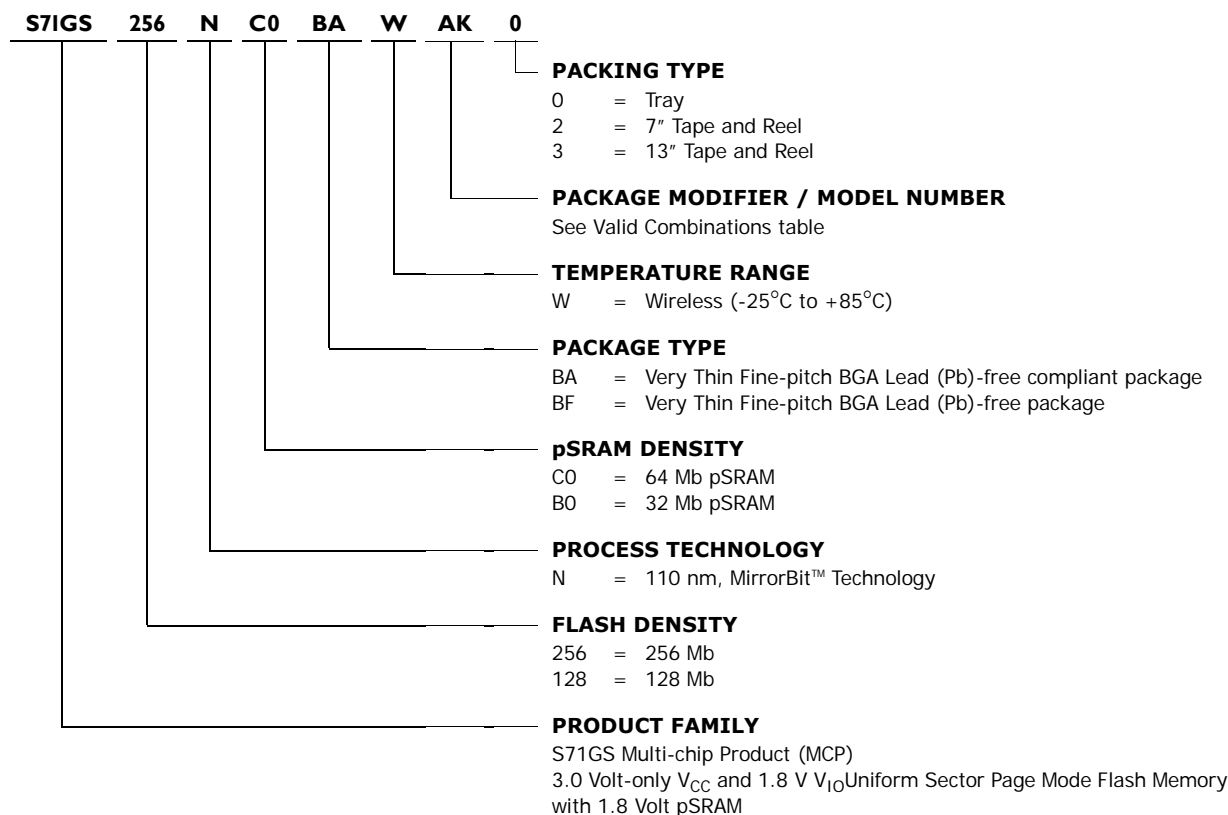 S71GS 256 N C0 BA W AK 0
PACKING TYPE
0 = Tray
2 = 7″ Tape and Reel
3 = 13″ Tape and Reel
PACKAGE MODIFIER / MODEL NUMBER
See Valid Combinations table
TEMPERATURE RANGE
W = Wireless (-25°C to +85°C)
PACKAGE TYPE
BA = Very Thin Fine-pitch BGA Lead (Pb)-free compliant package
BF = Very Thin Fine-pitch BGA Lead (Pb)-free package
pSRAM DENSITY
C0 = 64 Mb pSRAM
B0 = 32 Mb pSRAM
PROCESS TECHNOLOGY
N = 110 nm, MirrorBit™ Technology
FLASH DENSITY
256 = 256 Mb
128 = 128 Mb
PRODUCT FAMILY
S71GS Multi-chip Product (MCP)
3.0 Volt-only VCC and 1.8 V VIOUniform Sector Page Mode Flash Memory
with 1.8 Volt pSRAM